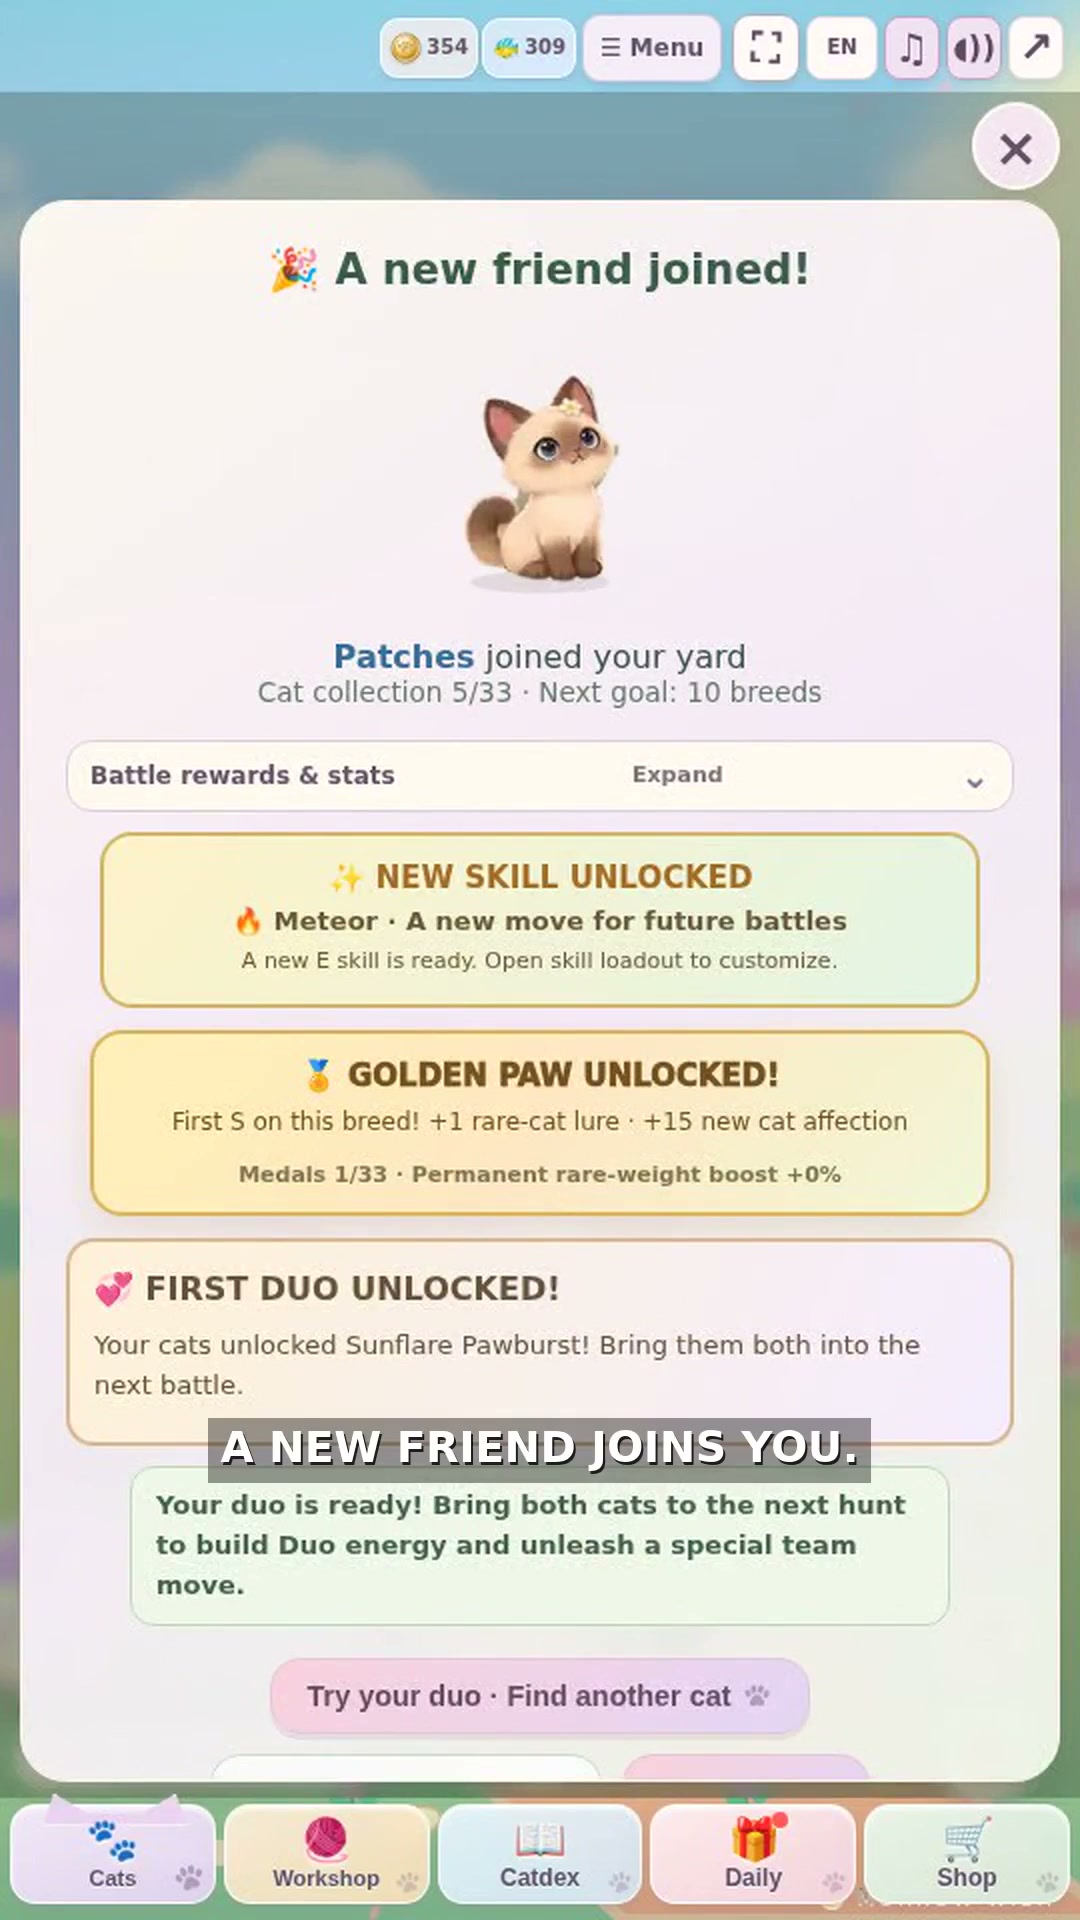 354
309
☰ Menu
EN
🎉 A new friend joined!
Patches joined your yard
Cat collection 5/33 · Next goal: 10 breeds
Battle rewards & stats
Expand
✨ NEW SKILL UNLOCKED
🔥 Meteor · A new move for future battles
A new E skill is ready. Open skill loadout to customize.
🏅 GOLDEN PAW UNLOCKED!
First S on this breed! +1 rare-cat lure · +15 new cat affection
Medals 1/33 · Permanent rare-weight boost +0%
💞 FIRST DUO UNLOCKED!
Your cats unlocked Sunflare Pawburst! Bring them both into the
next battle.
A NEW FRIEND JOINS YOU.
Your duo is ready! Bring both cats to the next hunt
to build Duo energy and unleash a special team
move.
Try your duo · Find another cat 🐾
Cats
Workshop
Catdex
Daily
Shop